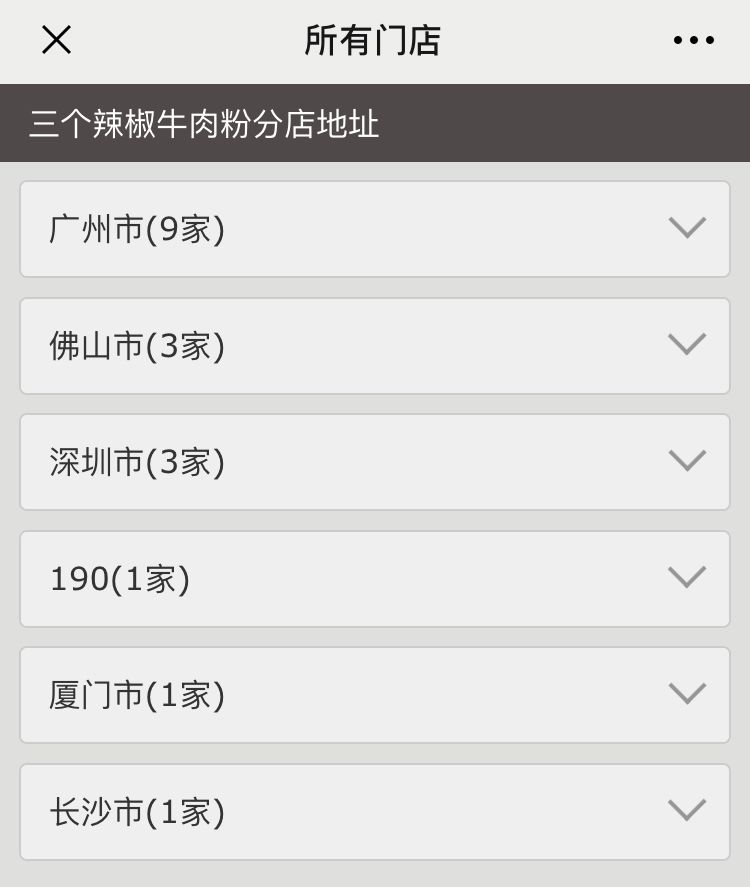 所有门店
三个辣椒牛肉粉分店地址
广州市(9家)
佛山市(3家)
深圳市(3家)
190(1家)
厦门市(1家)
长沙市(1家)